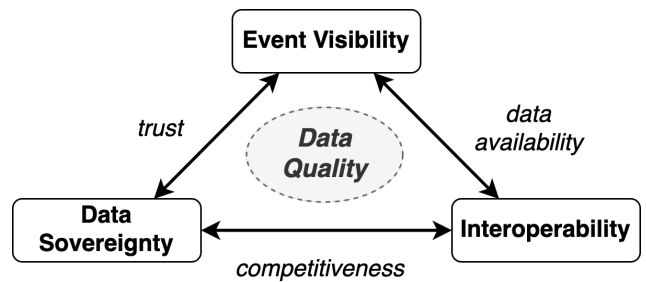 Event Visibility
trust
data
availability
Data
Quality
Data
Sovereignty
Interoperability
competitiveness